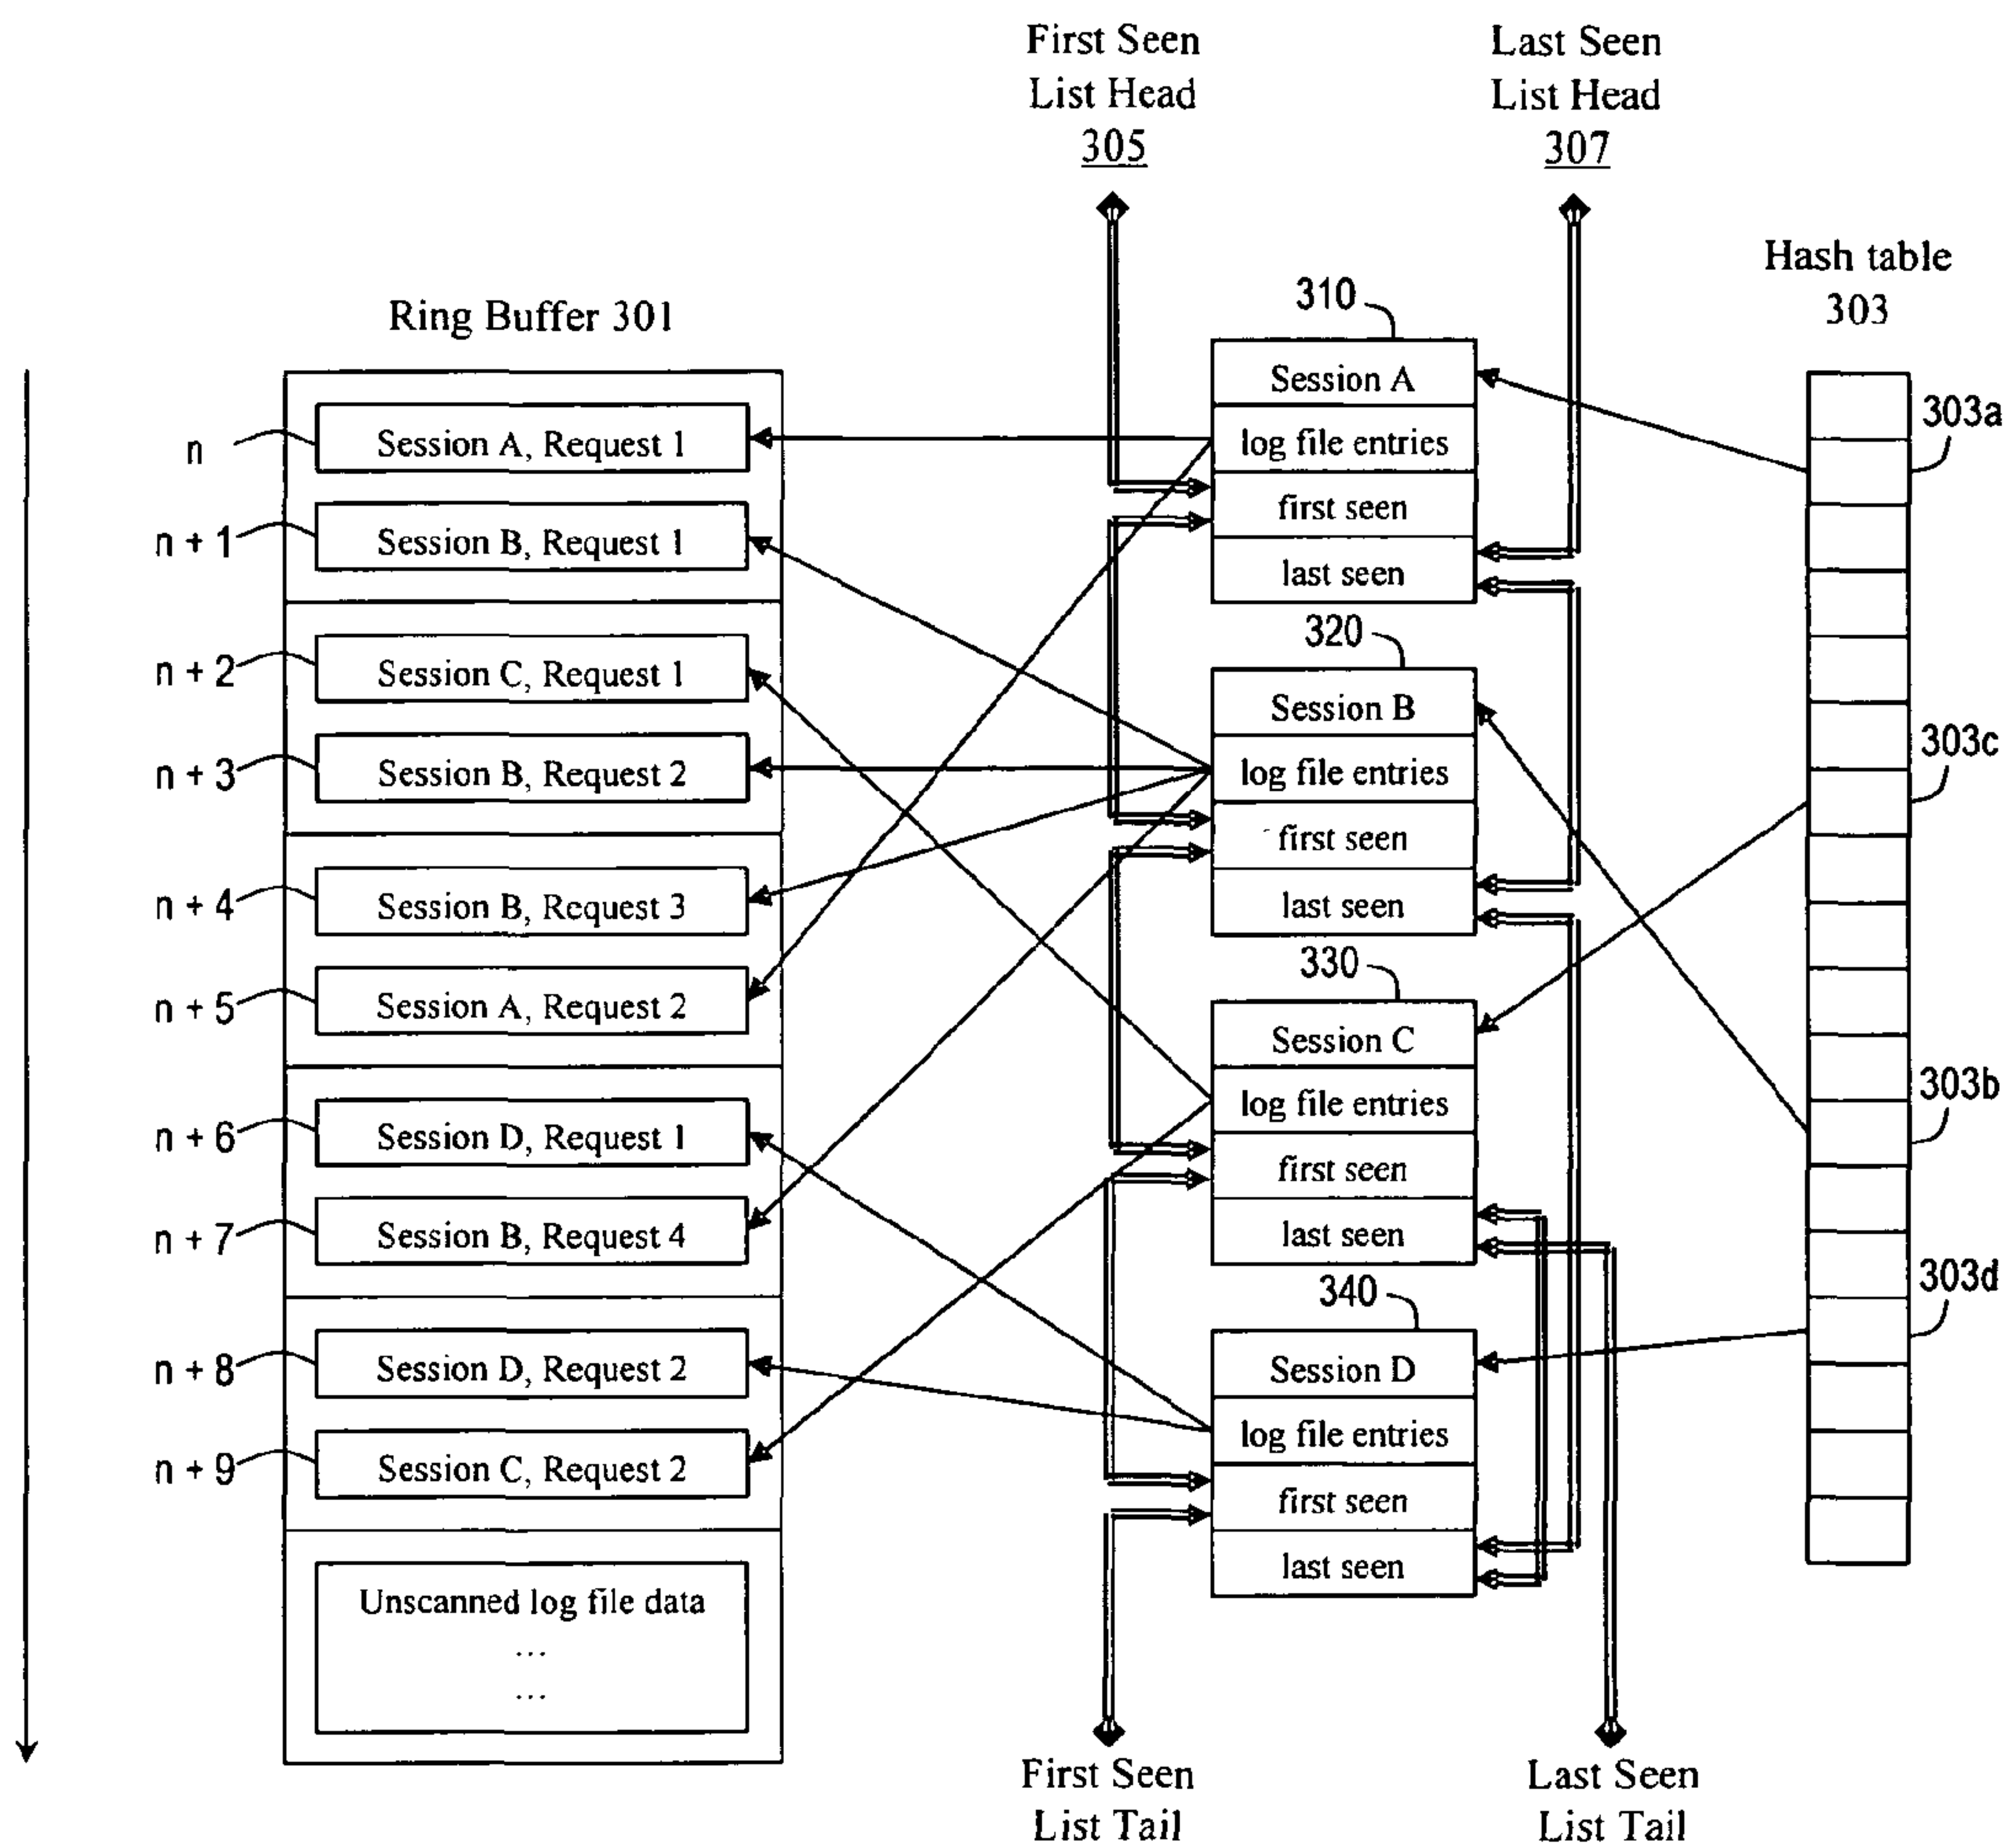 First Seen
List Head
305
Last Seen
List Head
307
Hash table
303
Ring Buffer 301
310
Session A
log file entries
first seen
last seen
320
Session B
log file entries
first seen
last seen
330
Session C
log file entries
first seen
last seen
340
Session D
log file entries
first seen
last seen
303a
303c
303b
303d
n
Session A, Request 1
n + 1
Session B, Request 1
n + 2
Session C, Request 1
n + 3
Session B, Request 2
n + 4
Session B, Request 3
n + 5
Session A, Request 2
n + 6
Session D, Request 1
n + 7
Session B, Request 4
n + 8
Session D, Request 2
n + 9
Session C, Request 2
Unscanned log file data
...
...
First Seen
List Tail
Last Seen
List Tail